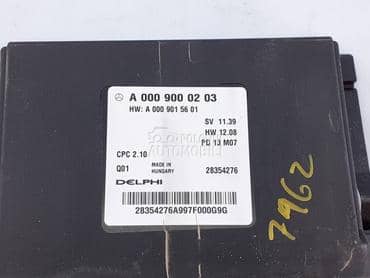 A 000 900 02 03
HW: A 000 901 56 01
SV 11.39
HW 12.08
PD 13 M07
CPC 2.10
Q01
MADE IN
HUNGARY
28354276
DELPHI
28354276A997F000G9G
7962